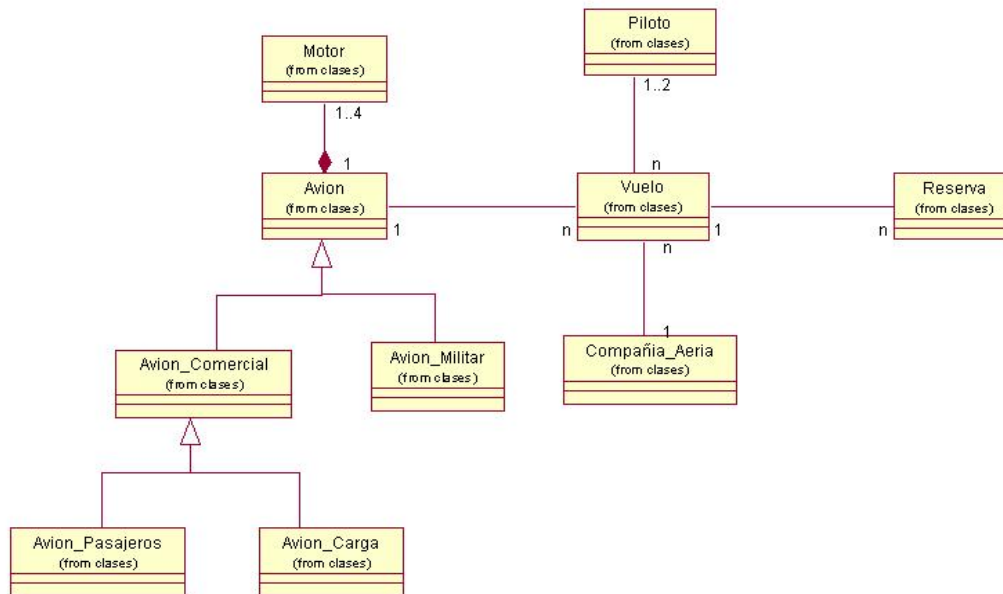 Piloto
(from clases)
Motor
(from clases)
1..4
1..2
1
n
Avion
(from clases)
Vuelo
(from clases)
Reserva
(from clases)
1
n
1
n
n
1
Avion_Comercial
(from clases)
Avion_Militar
(from clases)
Compañia_Aeria
(from clases)
Avion_Pasajeros
(from clases)
Avion_Carga
(from clases)